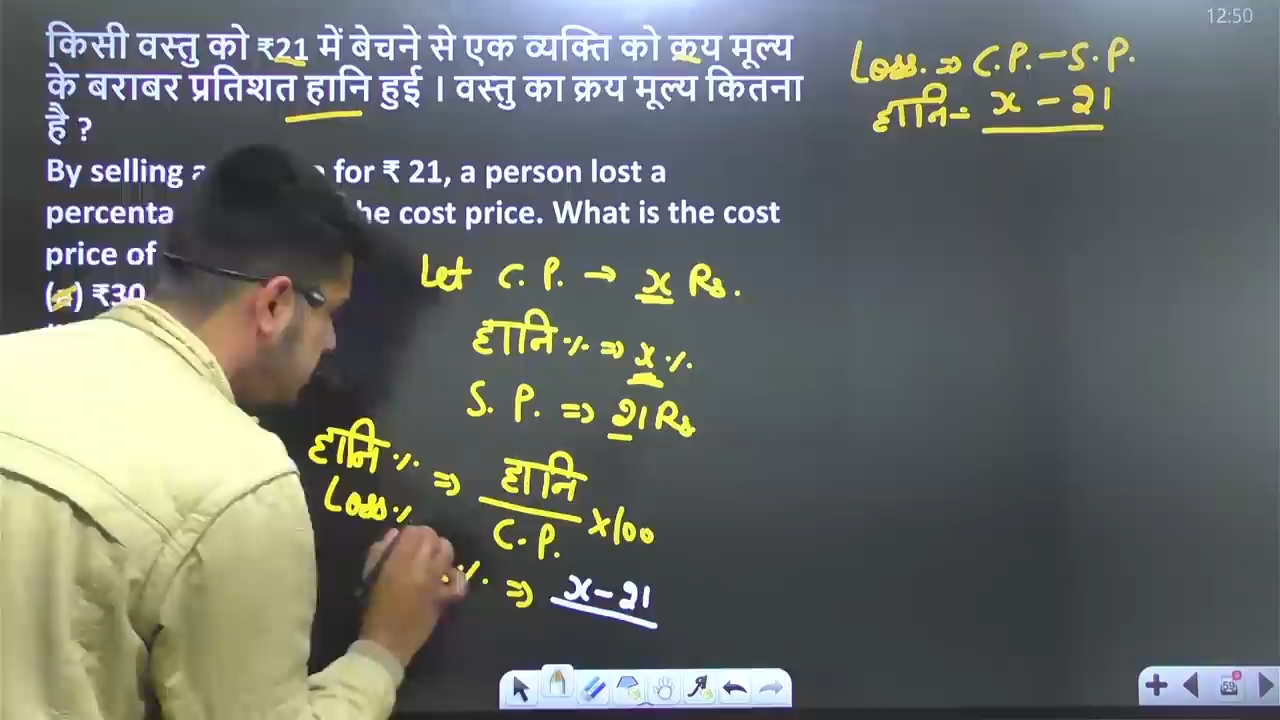 12:50
किसी वस्तु को ₹21 में बेचने से एक व्यक्ति को क्रय मूल्य
के बराबर प्रतिशत हानि हुई । वस्तु का क्रय मूल्य कितना
है ?
By selling for ₹ 21, a person lost a
the cost price. What is the cost
price of
₹30
Loss. ⇒ C.P. – S.P.
हानि = x – 21
Let C. P. → x Rs.
हानि % ⇒ x %
S. P. ⇒ 21 Rs
हानि % ⇒ हानि / C.P. × 100
Loss %
% ⇒ x – 21